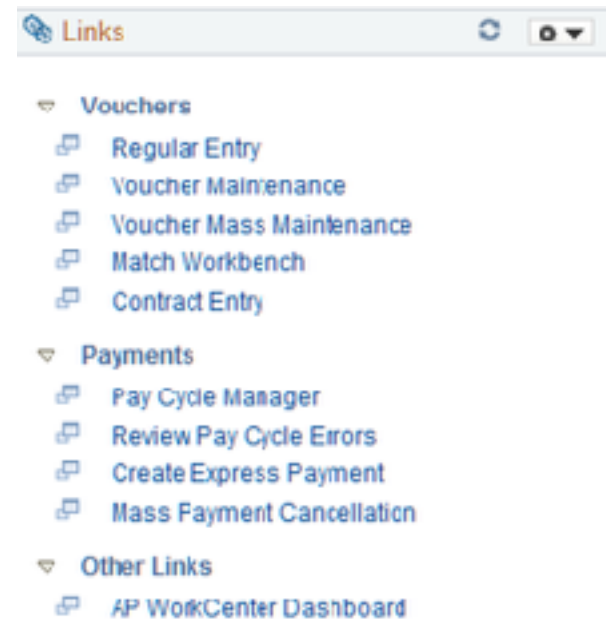 Links
Vouchers
Regular Entry
Voucher Maintenance
Voucher Mass Maintenance
Match Workbench
Contract Entry
Payments
Pay Cycle Manager
Review Pay Cycle Errors
Create Express Payment
Mass Payment Cancellation
Other Links
AP WorkCenter Dashboard